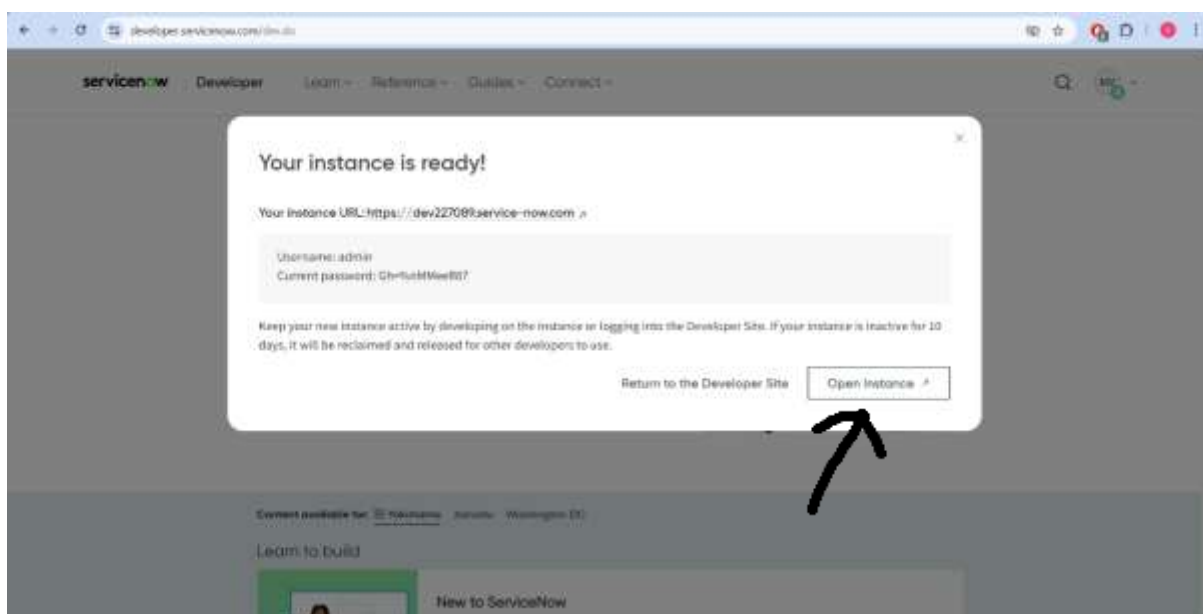 developer.servicenow.com/dev.do
servicenow Developer Learn Reference Guides Connect
Your instance is ready!
Your instance URL: https://dev227089.service-now.com
Username: admin
Current password:
Keep your new instance active by developing on the instance or logging into the Developer Site. If your instance is inactive for 10
days, it will be reclaimed and released for other developers to use.
Return to the Developer Site Open Instance
Content available for: Yokohama Xanadu Washington DC
Learn to build
New to ServiceNow